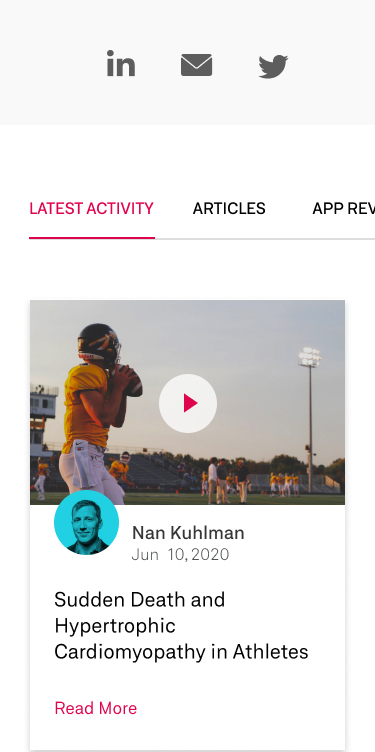 LATEST ACTIVITY ARTICLES APP REV
Nan Kuhlman
Jun 10, 2020
Sudden Death and
Hypertrophic
Cardiomyopathy in Athletes
Read More